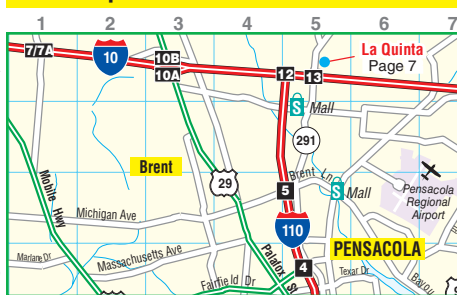 1 2 3 4 5 6 7
7/7A
10
10B
10A
12
13
La Quinta
Page 7
S Mall
291
Brent
29
5
Brent Ln
S Mall
Pensacola
Regional
Airport
Mobile Hwy
Michigan Ave
110
PENSACOLA
Marlane Dr
Massachusetts Ave
Palafox St
4
Texar Dr
Fairfield Dr
Bayou